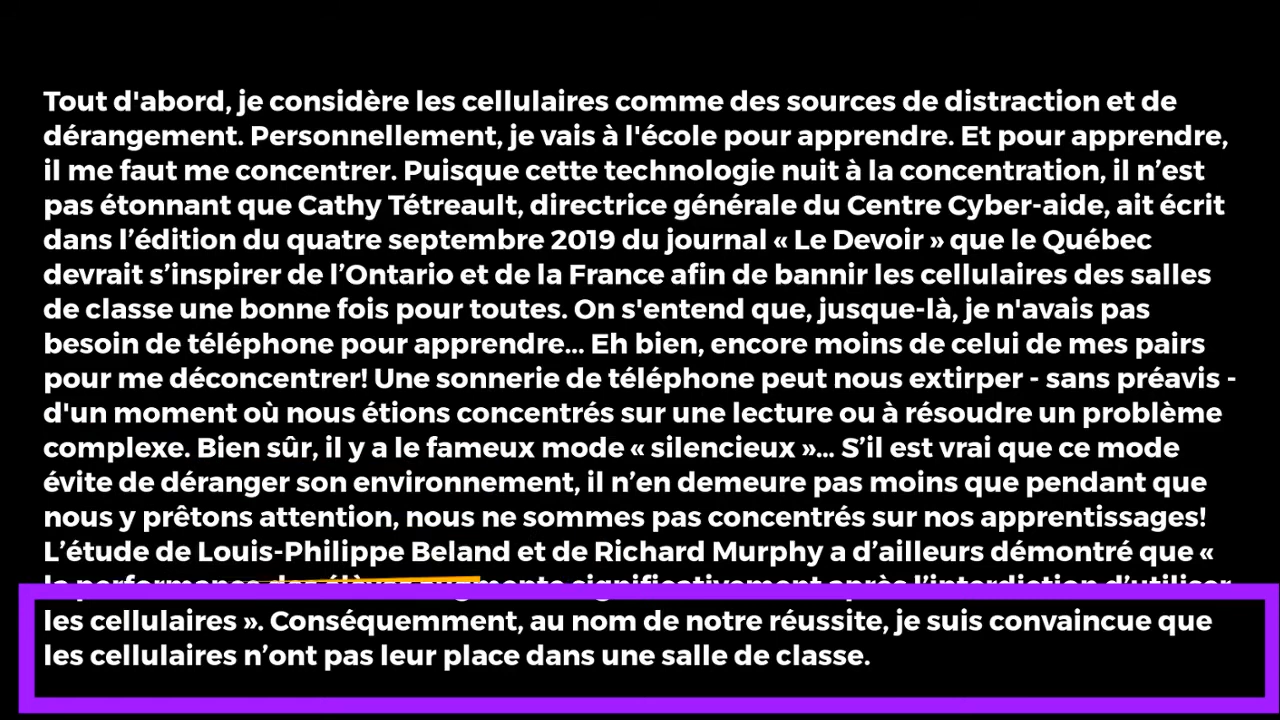 Tout d'abord, je considère les cellulaires comme des sources de distraction et de
dérangement. Personnellement, je vais à l'école pour apprendre. Et pour apprendre,
il me faut me concentrer. Puisque cette technologie nuit à la concentration, il n’est
pas étonnant que Cathy Tétreault, directrice générale du Centre Cyber-aide, ait écrit
dans l’édition du quatre septembre 2019 du journal « Le Devoir » que le Québec
devrait s’inspirer de l’Ontario et de la France afin de bannir les cellulaires des salles
de classe une bonne fois pour toutes. On s'entend que, jusque-là, je n'avais pas
besoin de téléphone pour apprendre... Eh bien, encore moins de celui de mes pairs
pour me déconcentrer! Une sonnerie de téléphone peut nous extirper - sans préavis -
d'un moment où nous étions concentrés sur une lecture ou à résoudre un problème
complexe. Bien sûr, il y a le fameux mode « silencieux »... S’il est vrai que ce mode
évite de déranger son environnement, il n’en demeure pas moins que pendant que
nous y prêtons attention, nous ne sommes pas concentrés sur nos apprentissages!
L’étude de Louis-Philippe Beland et de Richard Murphy a d’ailleurs démontré que «
la performance des élèves augmente significativement après l’interdiction d’utiliser
les cellulaires ». Conséquemment, au nom de notre réussite, je suis convaincue que
les cellulaires n’ont pas leur place dans une salle de classe.